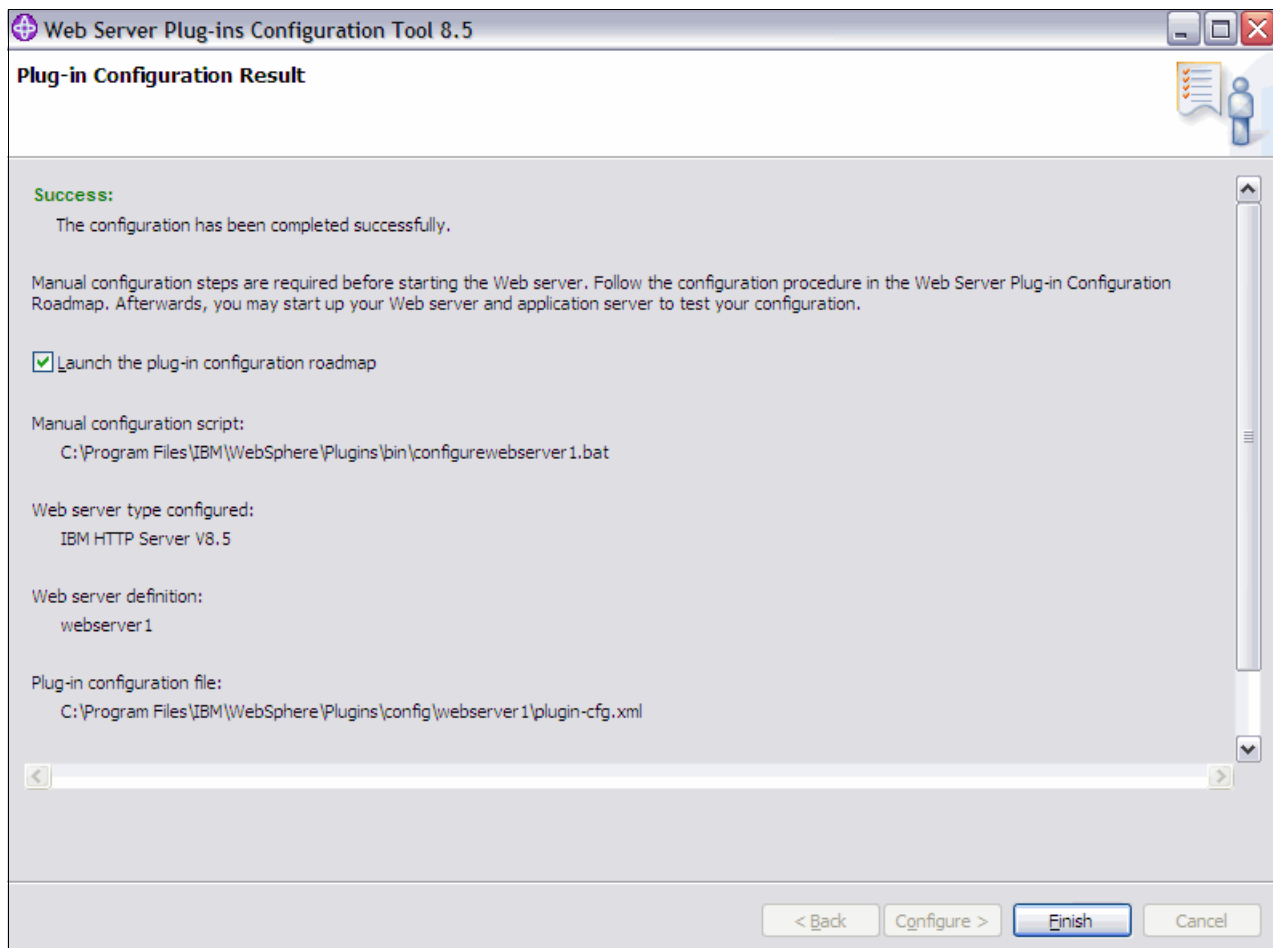 Web Server Plug-ins Configuration Tool 8.5
Plug-in Configuration Result
Success:
The configuration has been completed successfully.
Manual configuration steps are required before starting the Web server. Follow the configuration procedure in the Web Server Plug-in Configuration
Roadmap. Afterwards, you may start up your Web server and application server to test your configuration.
Launch the plug-in configuration roadmap
Manual configuration script:
C:\Program Files\IBM\WebSphere\Plugins\bin\configurewebserver1.bat
Web server type configured:
IBM HTTP Server V8.5
Web server definition:
webserver1
Plug-in configuration file:
C:\Program Files\IBM\WebSphere\Plugins\config\webserver1\plugin-cfg.xml
< Back Configure > Finish Cancel